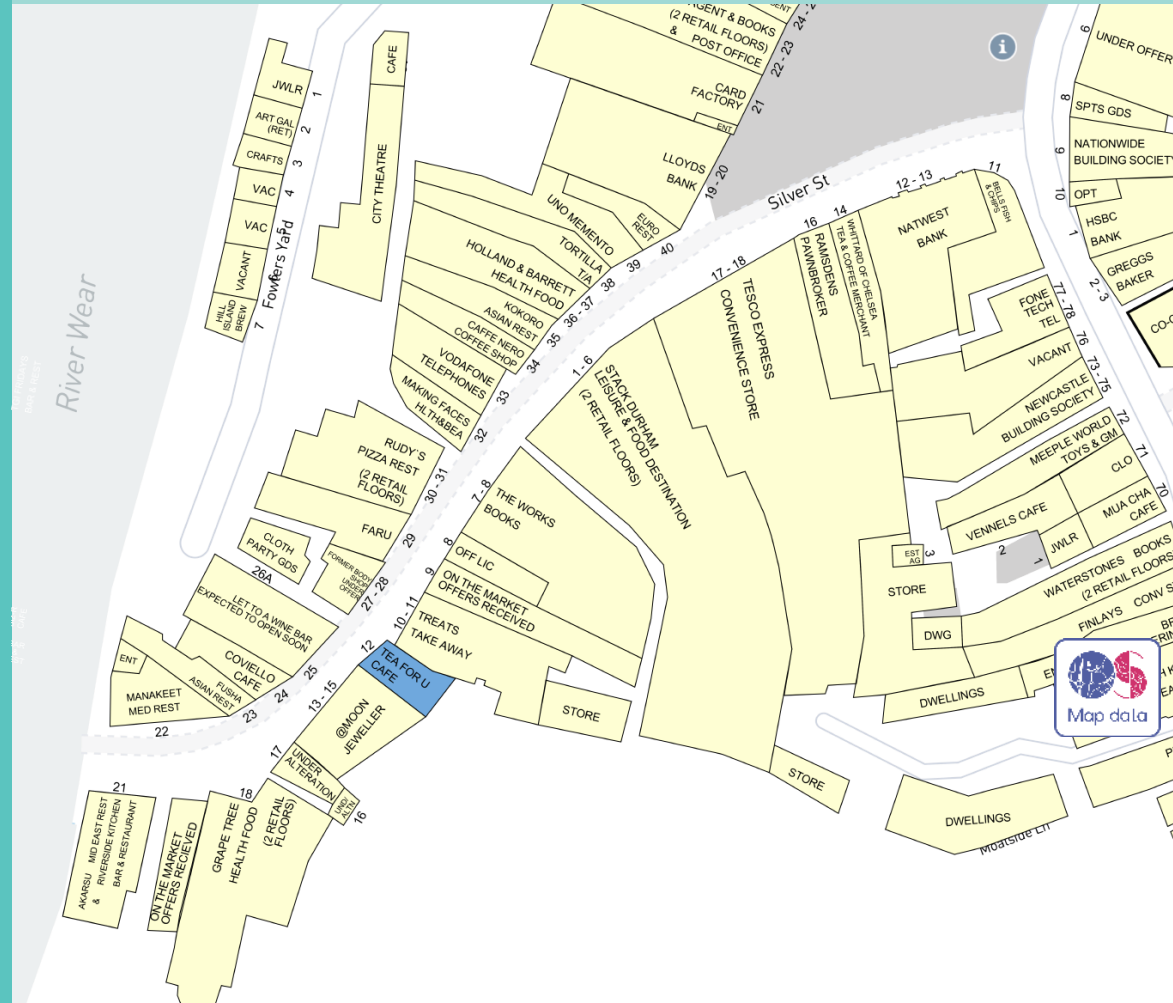 GENT & BOOKS
(2 RETAIL FLOORS)
& POST OFFICE
22 - 23
CARD
FACTORY
21
ENT
LLOYDS
BANK
19 - 20
Silver St
6
UNDER OFFER
8
SPTS GDS
9
NATIONWIDE
BUILDING SOCIETY
10
OPT
1
HSBC
BANK
GREGGS
BAKER
2 - 3
CO-
JWLR
1
ART GAL
(RET)
2
CRAFTS
3
VAC
4
VAC
5
VACANT
6
HILL
ISLAND
BREW
7
Fowlers Yard
CAFE
CITY THEATRE
River Wear
UNO MEMENTO
EURO
REST
40
TORTILLA
T/A
39
38
HOLLAND & BARRETT
HEALTH FOOD
36 - 37
KOKORO
ASIAN REST
35
CAFFE NERO
COFFEE SHOP
34
VODAFONE
TELEPHONES
33
MAKING FACES
HLTH&BEA
32
RUDY`S
PIZZA REST
(2 RETAIL
FLOORS)
30 - 31
FARU
29
FORMER BODY
SHOP
UNDER
OFFER
27 - 28
CLOTH
PARTY GDS
26A
LET TO A WINE BAR
EXPECTED TO OPEN SOON
25
COVIELLO
CAFE
24
FUSHA
ASIAN REST
23
ENT
MANAKEET
MED REST
22
11
BELLS FISH
& CHIPS
12 - 13
NATWEST
BANK
14
WHITTARD OF CHELSEA
TEA & COFFEE MERCHANT
16
RAMSDENS
PAWNBROKER
17 - 18
TESCO EXPRESS
CONVENIENCE STORE
1 - 6
STACK DURHAM
LEISURE & FOOD DESTINATION
(2 RETAIL FLOORS)
7 - 8
THE WORKS
BOOKS
8
OFF LIC
9
ON THE MARKET
OFFERS RECEIVED
10 - 11
TREATS
TAKE AWAY
12
TEA FOR U
CAFE
13 - 15
@MOON
JEWELLER
17
UNDER
ALTERATION
UND/
ALTN
16
18
GRAPE TREE
HEALTH FOOD
(2 RETAIL
FLOORS)
ON THE MARKET
OFFERS RECIEVED
21
AKARSU MID EAST REST
& RIVERSIDE KITCHEN
BAR & RESTAURANT
STORE
STORE
FONE
TECH
TEL
77 - 78
76
VACANT
73 - 75
NEWCASTLE
BUILDING SOCIETY
72
MEEPLE WORLD
TOYS & GM
71
CLO
70
MUA CHA
CAFE
VENNELS CAFE
JWLR
2
1
EST
AG
3
STORE
DWG
WATERSTONES BOOKS
(2 RETAIL FLOORS
FINLAYS CONV S
DWELLINGS
DWELLINGS
Moatside Ln
OS
Map data